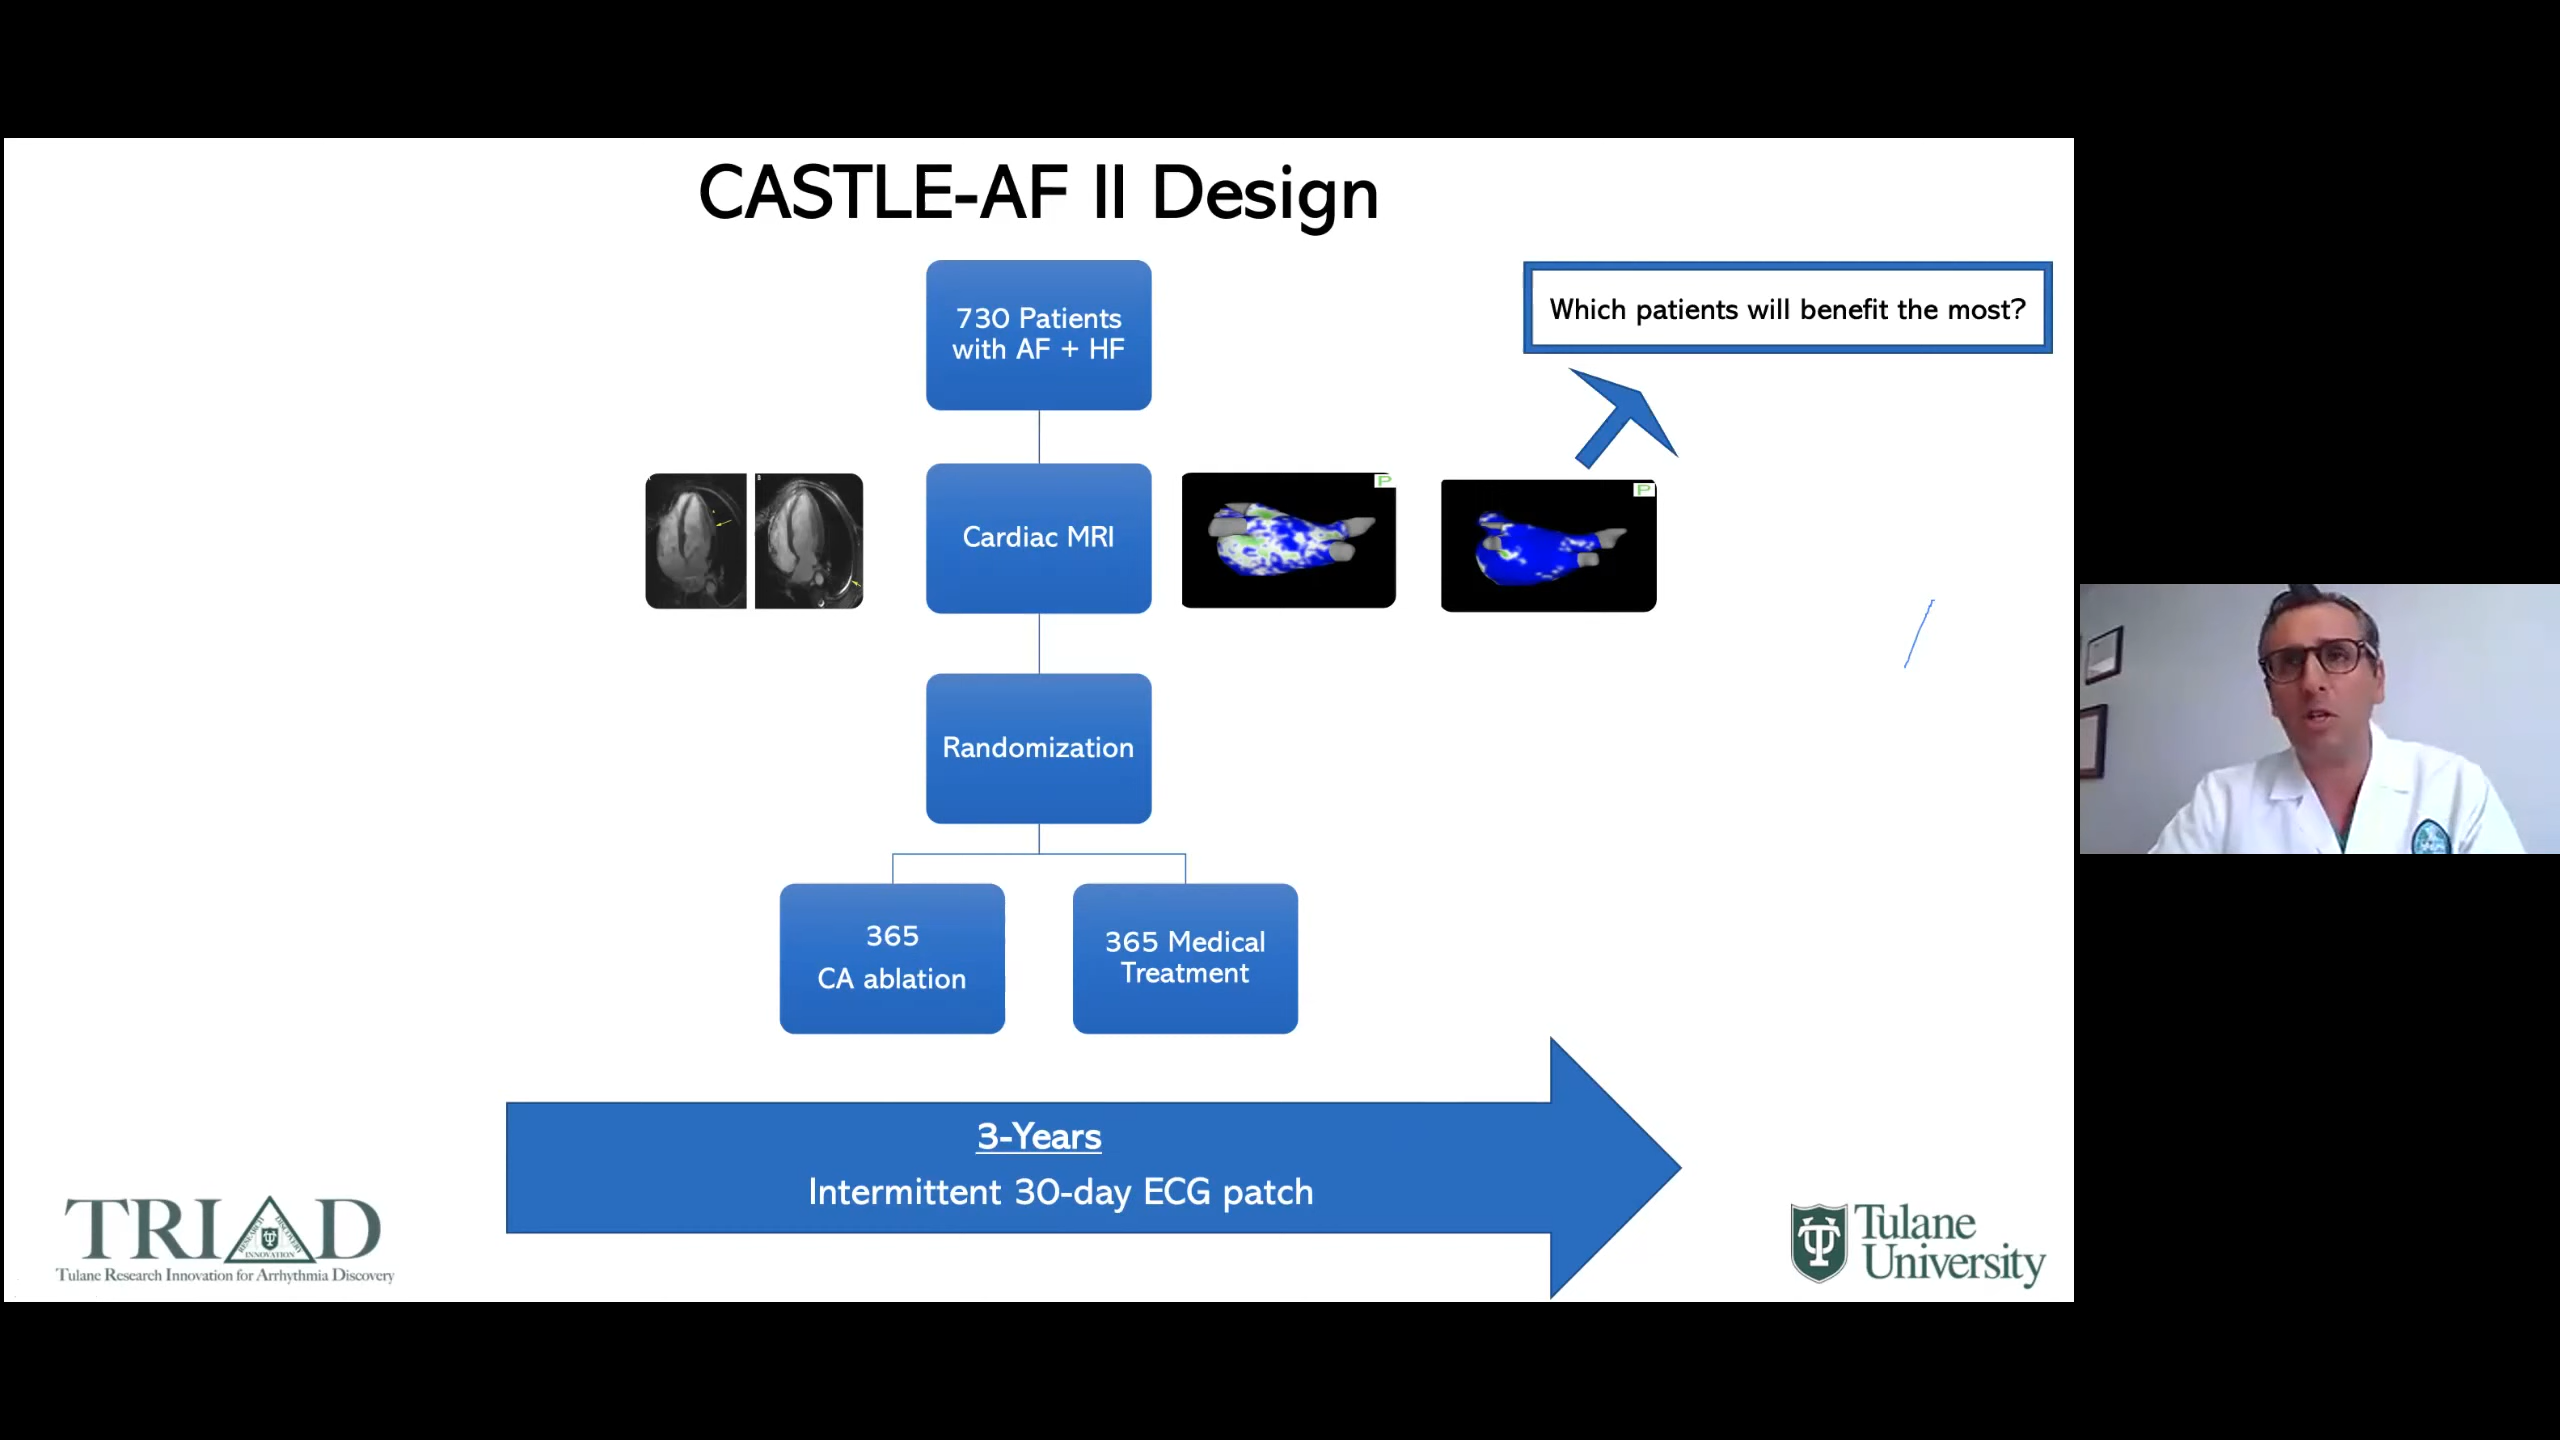 CASTLE-AF II Design
730 Patients
with AF + HF
Which patients will benefit the most?
Cardiac MRI
P
P
Randomization
365
CA ablation
365 Medical
Treatment
3-Years
Intermittent 30-day ECG patch
TRIAD
Tulane Research Innovation for Arrhythmia Discovery
Tulane
University